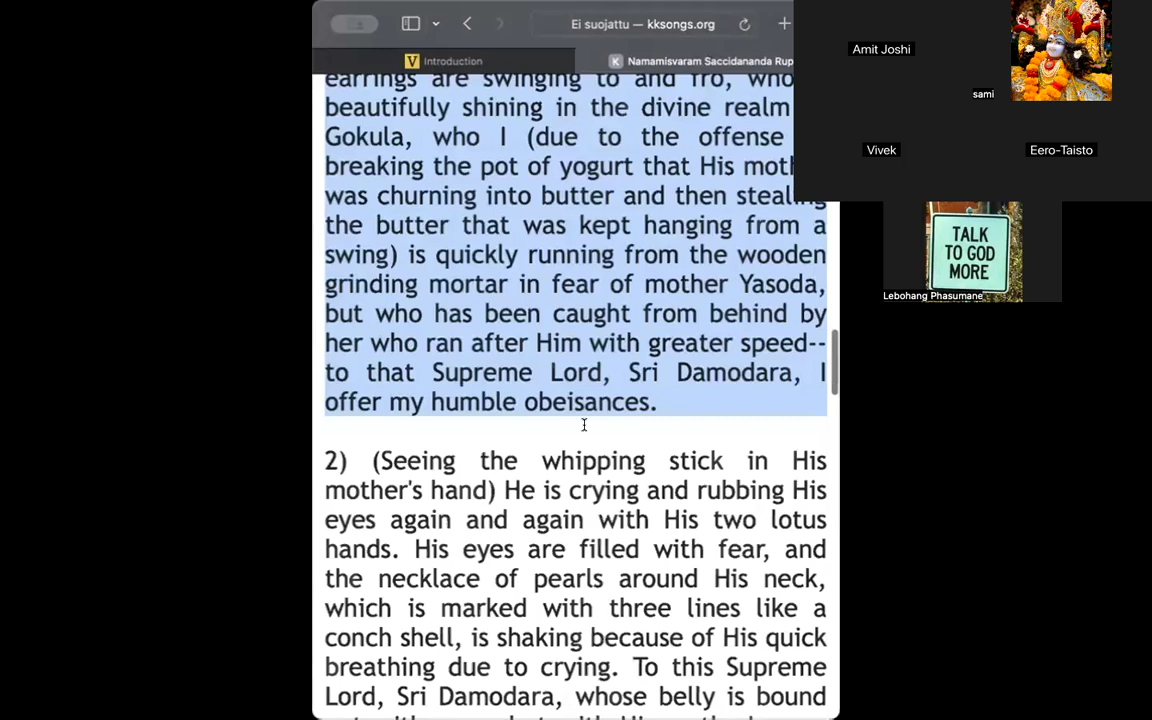 Ei suojattu — kksongs.org
V Introduction
K Namamisvaram Saccidananda Rup
earrings are swinging to and fro, who
beautifully shining in the divine realm
Gokula, who I (due to the offense
breaking the pot of yogurt that His moth
was churning into butter and then stealing
the butter that was kept hanging from a
swing) is quickly running from the wooden
grinding mortar in fear of mother Yasoda,
but who has been caught from behind by
her who ran after Him with greater speed--
to that Supreme Lord, Sri Damodara, I
offer my humble obeisances.
2) (Seeing the whipping stick in His
mother's hand) He is crying and rubbing His
eyes again and again with His two lotus
hands. His eyes are filled with fear, and
the necklace of pearls around His neck,
which is marked with three lines like a
conch shell, is shaking because of His quick
breathing due to crying. To this Supreme
Lord, Sri Damodara, whose belly is bound
Amit Joshi
sami
Vivek
Eero-Taisto
TALK
TO GOD
MORE
Lebohang Phasumane